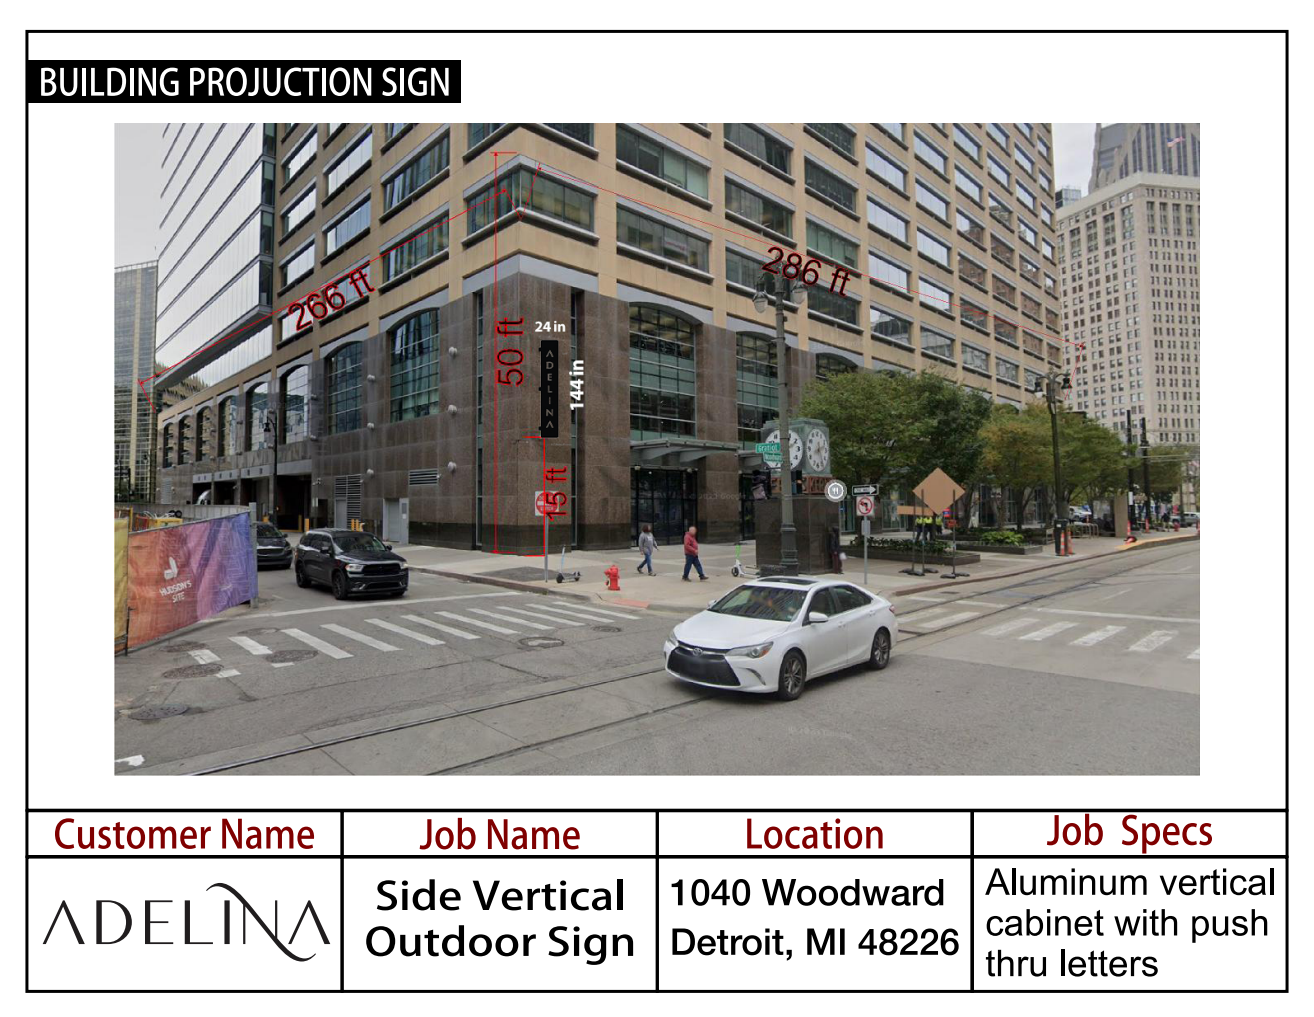 BUILDING PROJUCTION SIGN
266 ft
286 ft
50 ft
24 in
144 in
ADELINA
15 ft
HUDSON'S
SITE
Customer Name
Job Name
Location
Job Specs
ADELINA
Side Vertical
Outdoor Sign
1040 Woodward
Detroit, MI 48226
Aluminum vertical
cabinet with push
thru letters